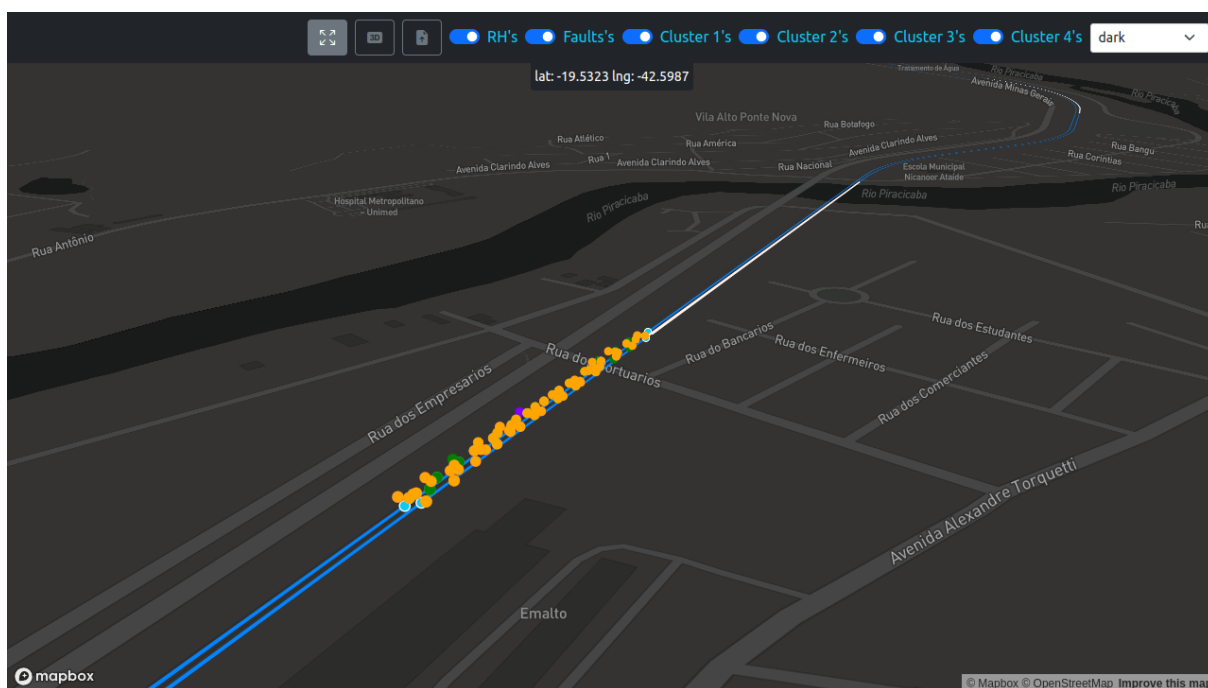 3D RH's Faults's Cluster 1's Cluster 2's Cluster 3's Cluster 4's dark
lat: -19.5323 lng: -42.5987
Tratamento de Água
Rio Piracicaba
Avenida Minas Gerais
Rio Piracicaba
Vila Alto Ponte Nova
Rua Botafogo
Rua Atlético
Rua América
Avenida Clarindo Alves
Rua Bangu
Rua 1
Avenida Clarindo Alves
Avenida Clarindo Alves
Rua Nacional
Rua Corintias
Escola Municipal
Nicanoor Ataíde
Rio Piracicaba
Rio Piracicaba
Hospital Metropolitano
- Unimed
Rio Piracicaba
Rua Antônio
Rua dos Estudantes
Rua do Bancarios
Rua dos Enfermeiros
Rua dos Empresarios
Rua dos Comerciantes
Avenida Alexandre Torquetti
Emalto
mapbox
© Mapbox © OpenStreetMap Improve this map